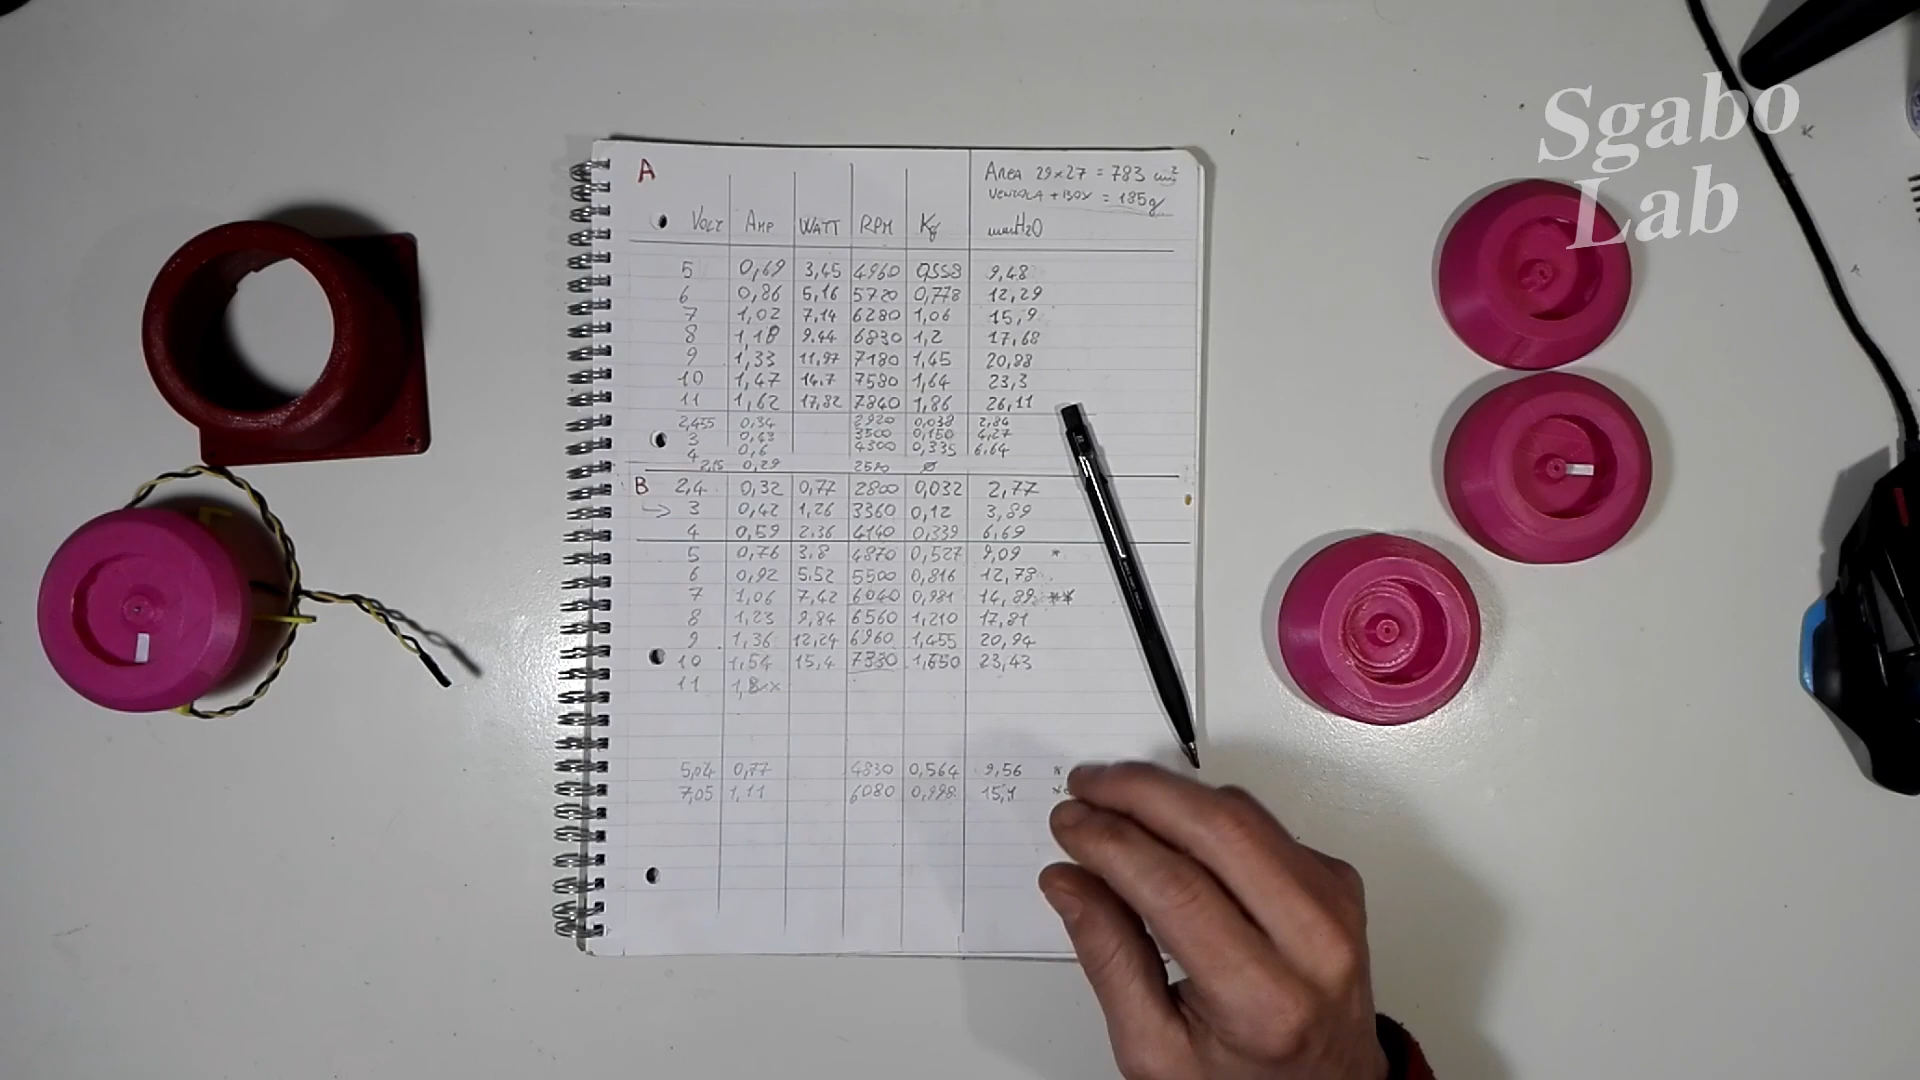 Sgabo
Lab
A
AREA 29×27 = 783 cm²
VENTOLA + BOX = 185g
VOLT AMP WATT RPM Kg mmH2O
5 0,69 3,45 4960 0,558 9,48
6 0,86 5,16 5720 0,778 12,29
7 1,02 7,14 6280 1,06 15,9
8 1,18 9.44 6830 1,2 17,68
9 1,33 11,97 7180 1,45 20,88
10 1,47 14.7 7580 1,64 23,3
11 1,62 17,82 7840 1,86 26,11
2,455 0,34 2920 0,038 2,84
3 0,43 3500 0,150 4,27
4 0,6 4300 0,335 6,64
2,15 0,29 2570 Ø
B 2,4 0,32 0,77 2800 0,032 2,77
→ 3 0,42 1,26 3360 0,12 3,89
4 0,59 2.36 4140 0,339 6,69
5 0,76 3.8 4870 0,527 9,09 *
6 0,92 5.52 5500 0,816 12,78
7 1,06 7,42 6040 0,981 14,89 **
8 1,23 9,84 6560 1,210 17,81
9 1,36 12,24 6960 1,455 20,94
10 1,54 15,4 7330 1,650 23,43
11
5,04 0,77 4830 0,564 9,56 *
7,05 1,11 6080 0,998 15,1